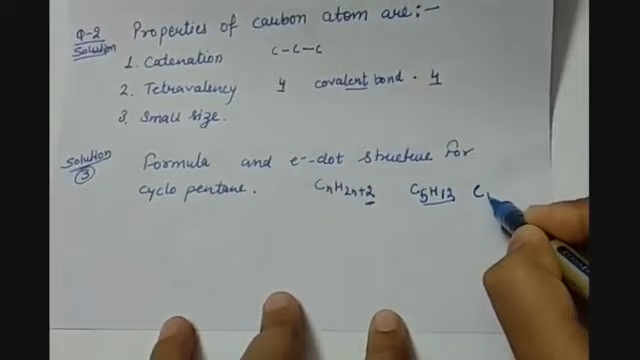 Q-2 Properties of carbon atom are:-
Solution
1. Catenation C-C-C
2. Tetravalency 4 covalent bond . 4
3. Small size.
Solution Formula and e--dot structure for
3 cyclo pentane. CnH2n+2 C5H12 C